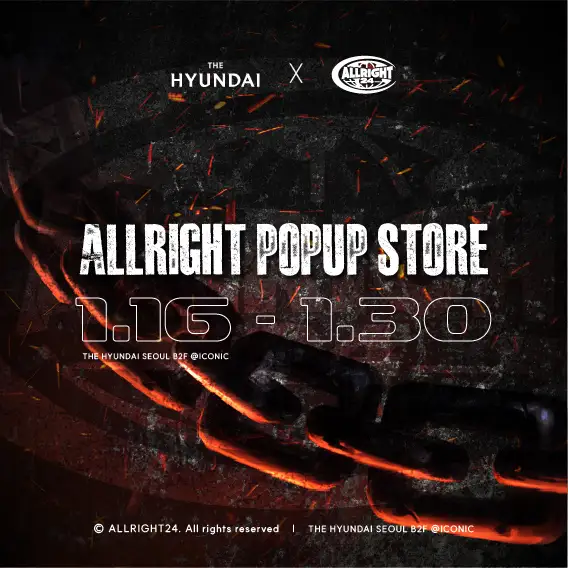 THE
HYUNDAI X ALLRIGHT
24
ALLRIGHT POPUP STORE
1.16 - 1.30
THE HYUNDAI SEOUL B2F @ICONIC
© ALLRIGHT24. All rights reserved | THE HYUNDAI SEOUL B2F @ICONIC